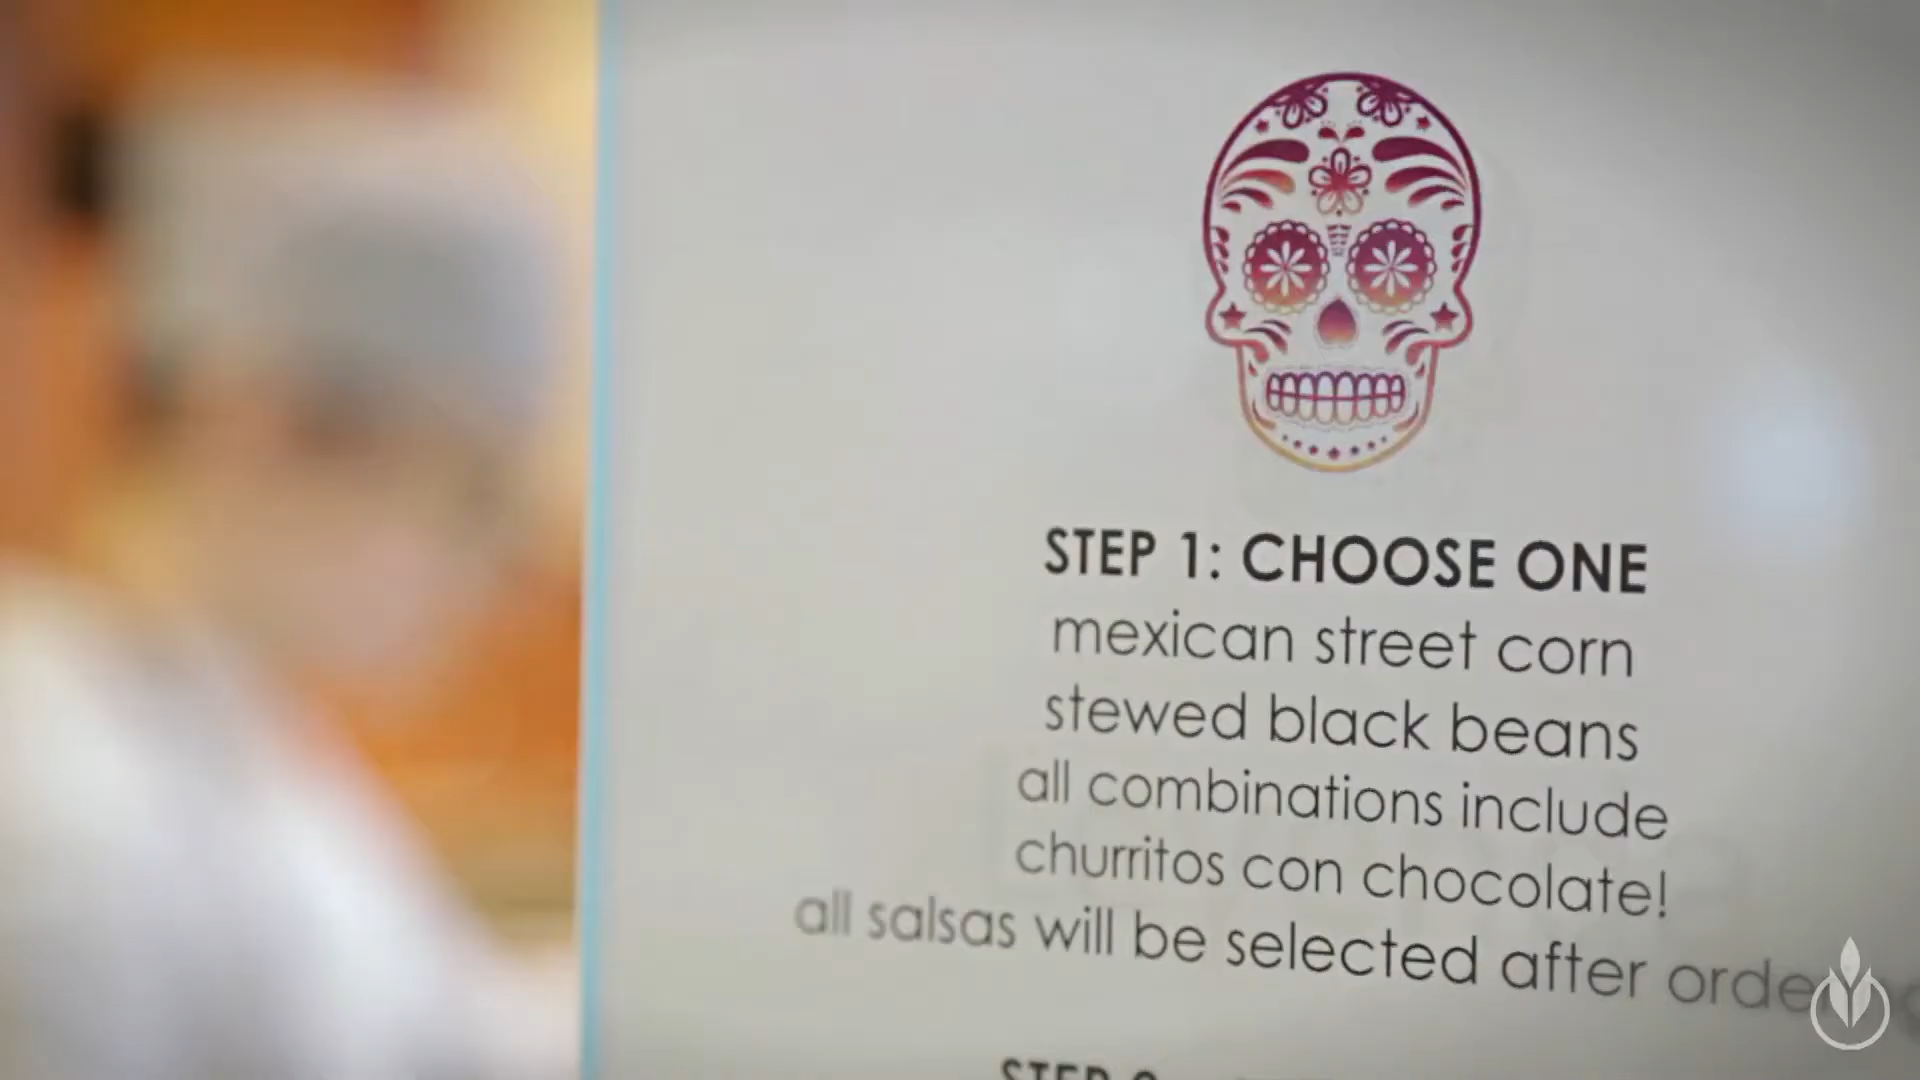 STEP 1: CHOOSE ONE
mexican street corn
stewed black beans
all combinations include
churritos con chocolate!
all salsas will be selected after
STEP